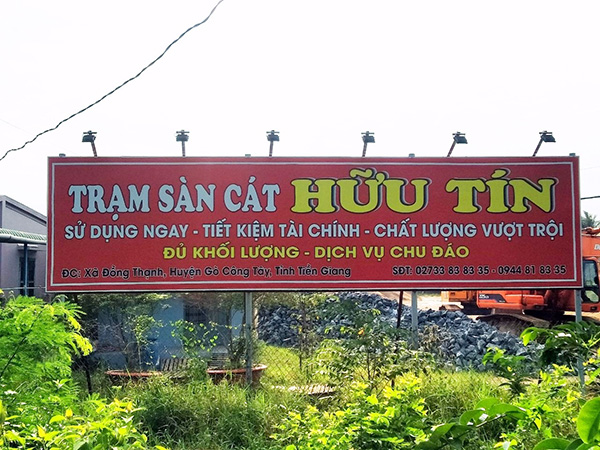 TRẠM SÀN CÁT HỮU TÍN
SỬ DỤNG NGAY - TIẾT KIỆM TÀI CHÍNH - CHẤT LƯỢNG VƯỢT TRỘI
ĐỦ KHỐI LƯỢNG - DỊCH VỤ CHU ĐÁO
ĐC: Xã Đồng Thạnh, Huyện Gò Công Tây, Tỉnh Tiền Giang SĐT: 02733 83 83 35 - 0944 81 83 35